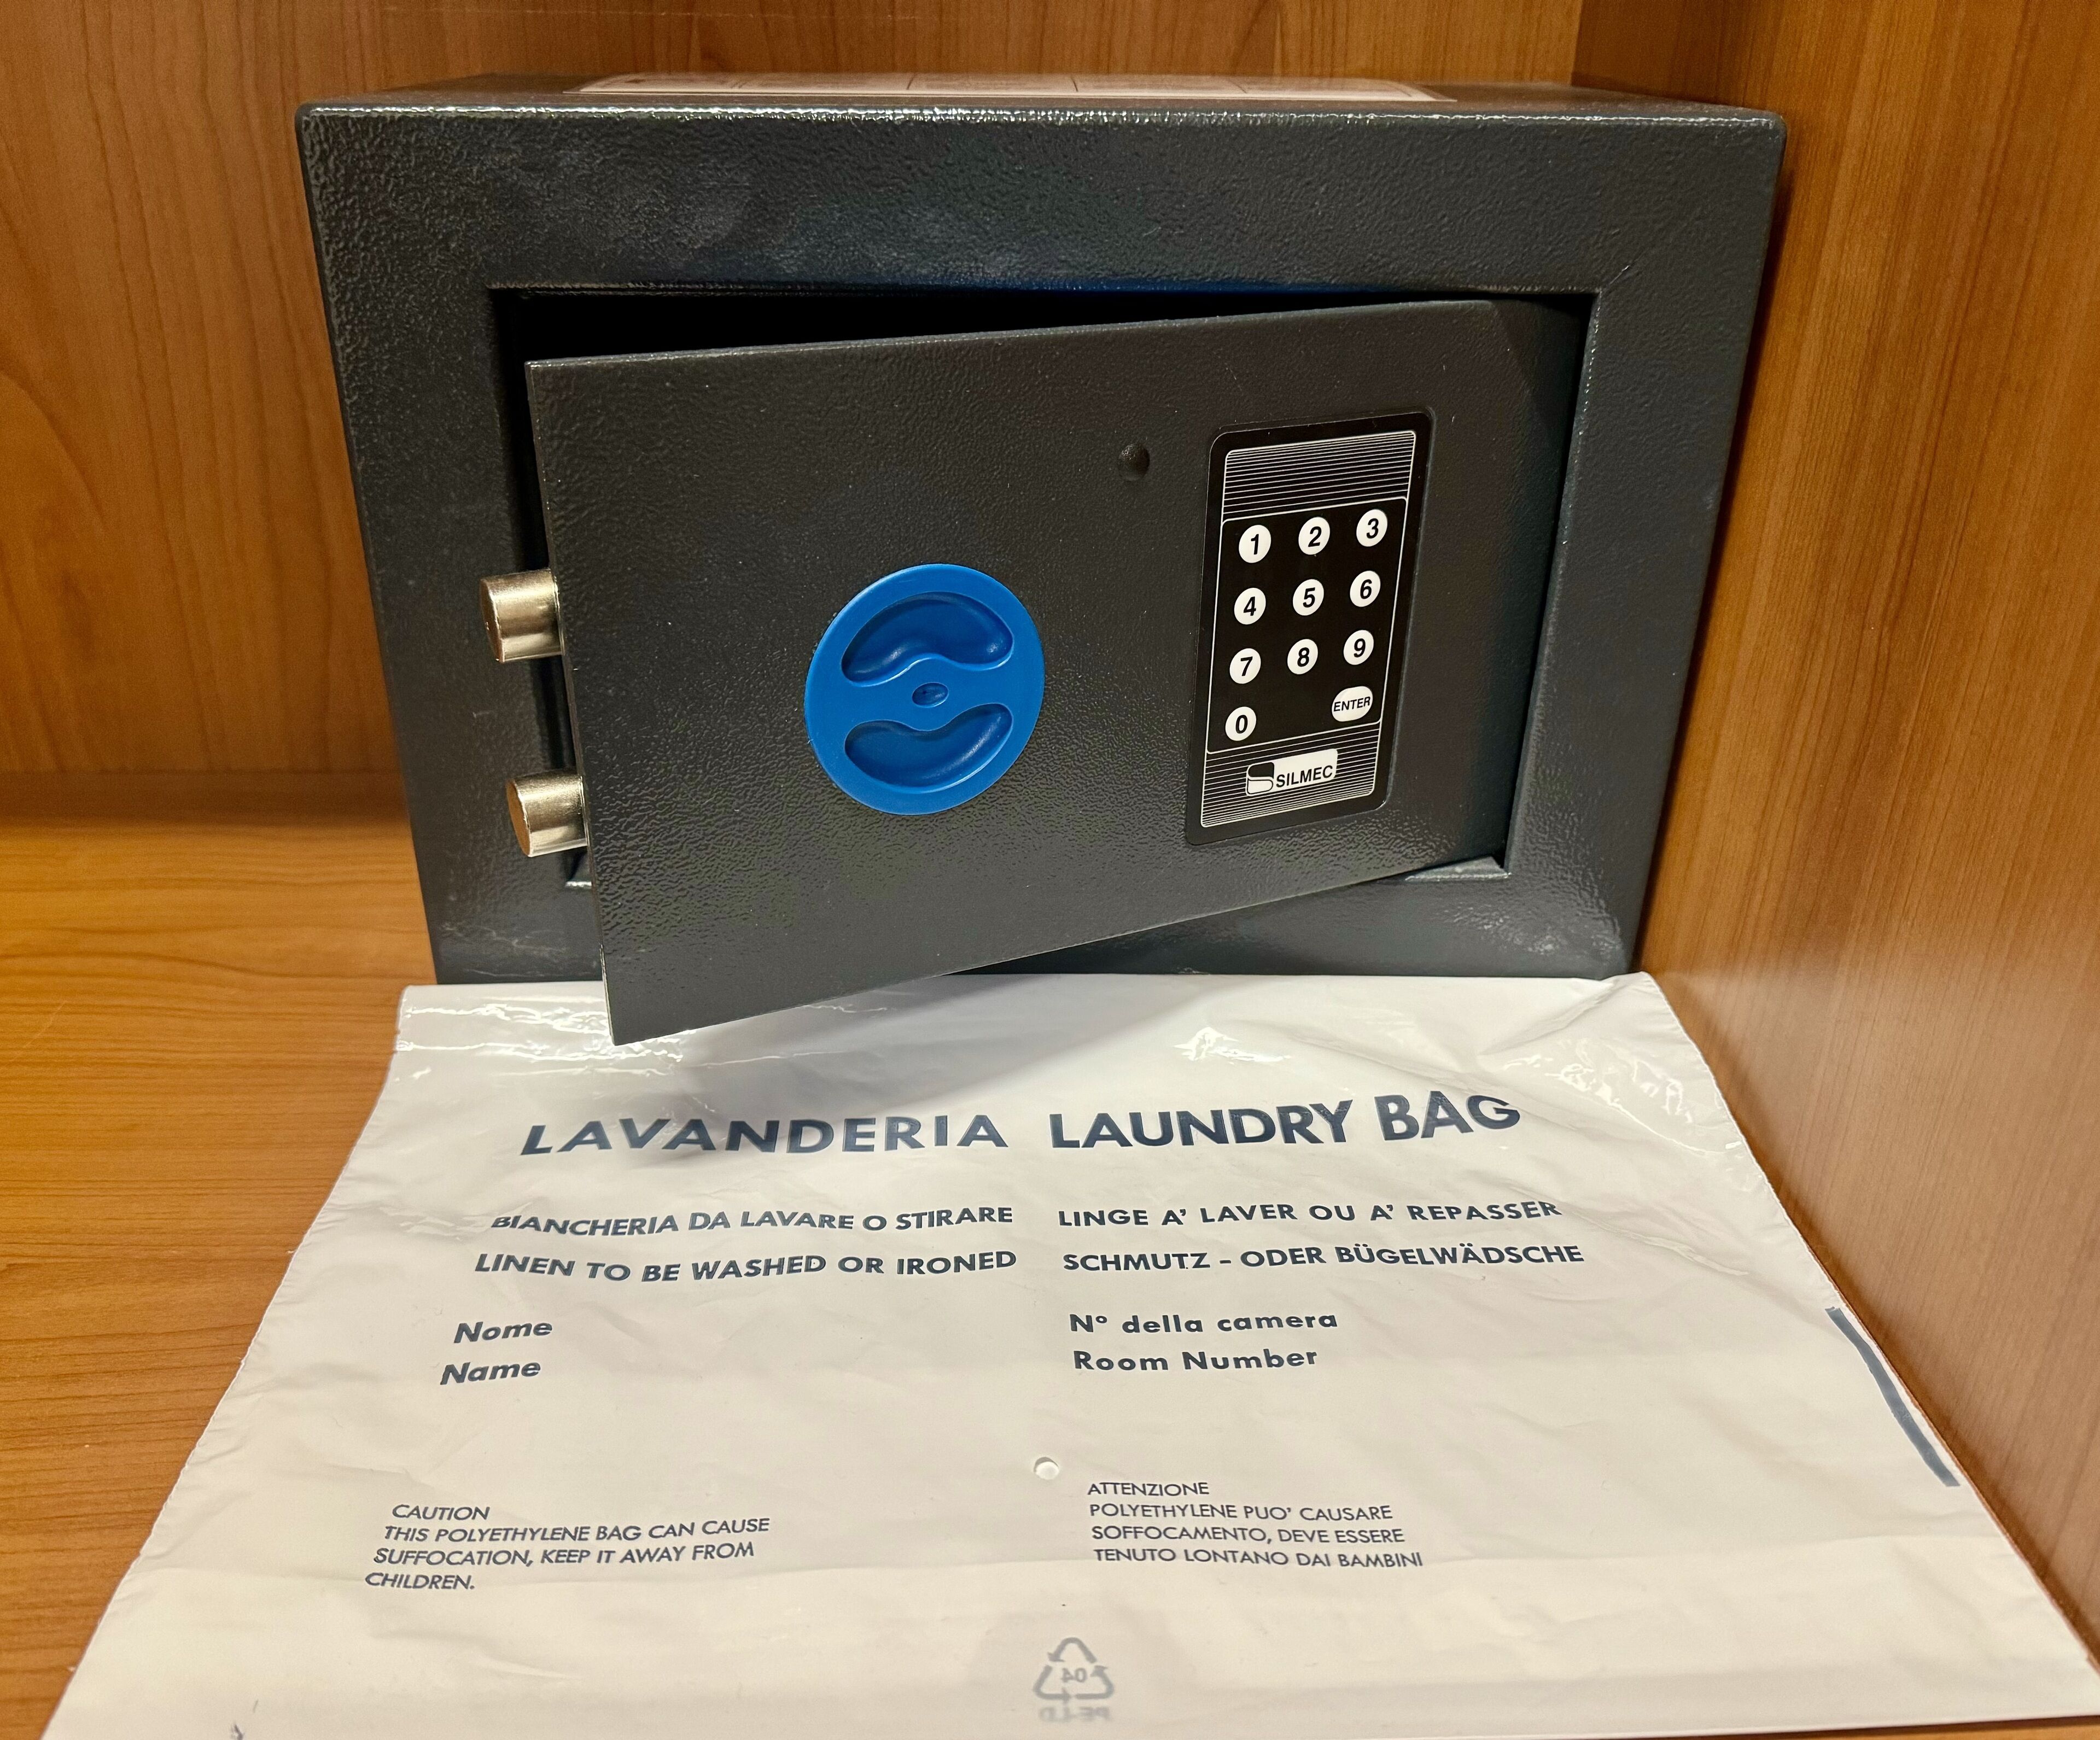 1 2 3
4 5 6
7 8 9
0 ENTER
SILMEC
LAVANDERIA LAUNDRY BAG
BIANCHERIA DA LAVARE O STIRARE
LINEN TO BE WASHED OR IRONED
LINGE A' LAVER OU A' REPASSER
SCHMUTZ - ODER BÜGELWÄDSCHE
Nome
Name
N° della camera
Room Number
CAUTION
THIS POLYETHYLENE BAG CAN CAUSE
SUFFOCATION, KEEP IT AWAY FROM
CHILDREN.
ATTENZIONE
POLYETHYLENE PUO' CAUSARE
SOFFOCAMENTO, DEVE ESSERE
TENUTO LONTANO DAI BAMBINI
04
PE-LD